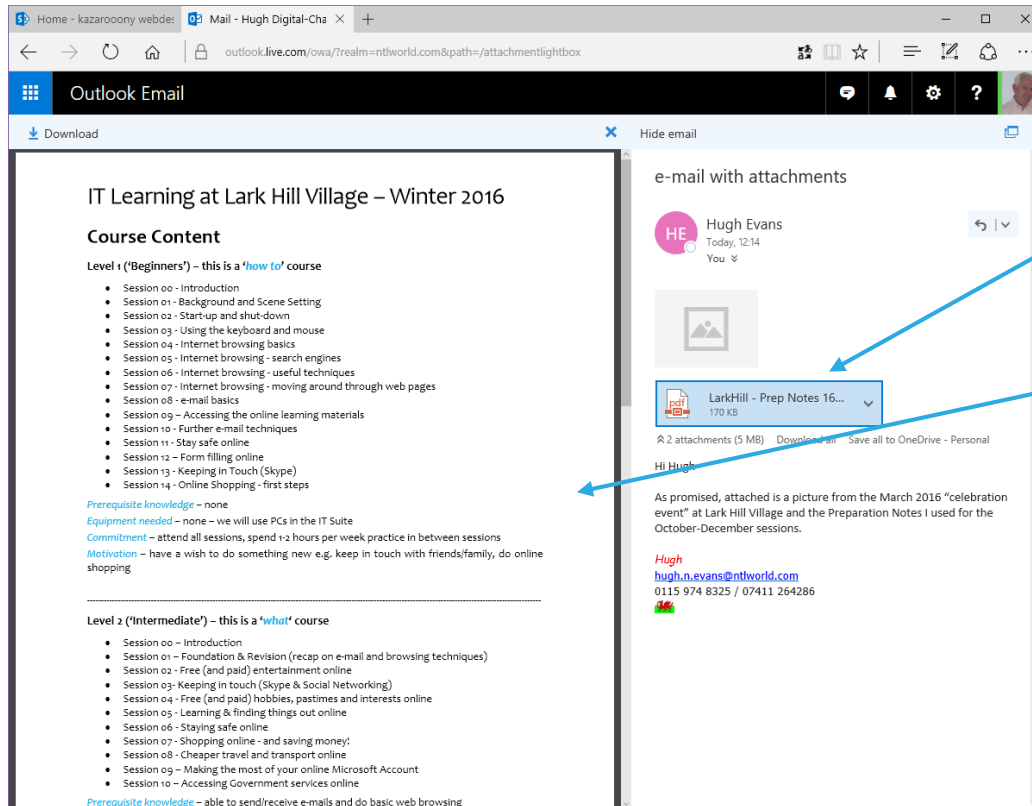 Home - kazarooony webde:
Mail - Hugh Digital-Cha
outlook.live.com/owa/?realm=ntlworld.com&path=/attachmentlightbox
Outlook Email
Download
Hide email
IT Learning at Lark Hill Village – Winter 2016
Course Content
Level 1 (‘Beginners’) – this is a ‘how to’ course
• Session 00 - Introduction
• Session 01 - Background and Scene Setting
• Session 02 - Start-up and shut-down
• Session 03 - Using the keyboard and mouse
• Session 04 - Internet browsing basics
• Session 05 - Internet browsing - search engines
• Session 06 - Internet browsing - useful techniques
• Session 07 - Internet browsing - moving around through web pages
• Session 08 - e-mail basics
• Session 09 – Accessing the online learning materials
• Session 10 - Further e-mail techniques
• Session 11 - Stay safe online
• Session 12 – Form filling online
• Session 13 - Keeping in Touch (Skype)
• Session 14 - Online Shopping - first steps
Prerequisite knowledge – none
Equipment needed – none – we will use PCs in the IT Suite
Commitment – attend all sessions, spend 1-2 hours per week practice in between sessions
Motivation – have a wish to do something new e.g. keep in touch with friends/family, do online
shopping
Level 2 (‘Intermediate’) – this is a ‘what‘ course
• Session 00 – Introduction
• Session 01 – Foundation & Revision (recap on e-mail and browsing techniques)
• Session 02 - Free (and paid) entertainment online
• Session 03- Keeping in touch (Skype & Social Networking)
• Session 04 - Free (and paid) hobbies, pastimes and interests online
• Session 05 - Learning & finding things out online
• Session 06 - Staying safe online
• Session 07 - Shopping online - and saving money!
• Session 08 - Cheaper travel and transport online
• Session 09 – Making the most of your online Microsoft Account
• Session 10 – Accessing Government services online
Prerequisite knowledge – able to send/receive e-mails and do basic web browsing
e-mail with attachments
HE
Hugh Evans
Today, 12:14
You
pdf
LarkHill - Prep Notes 16...
170 KB
2 attachments (5 MB) Download all Save all to OneDrive - Personal
Hi Hugh
As promised, attached is a picture from the March 2016 “celebration
event” at Lark Hill Village and the Preparation Notes I used for the
October-December sessions.
Hugh
hugh.n.evans@ntlworld.com
0115 974 8325 / 07411 264286